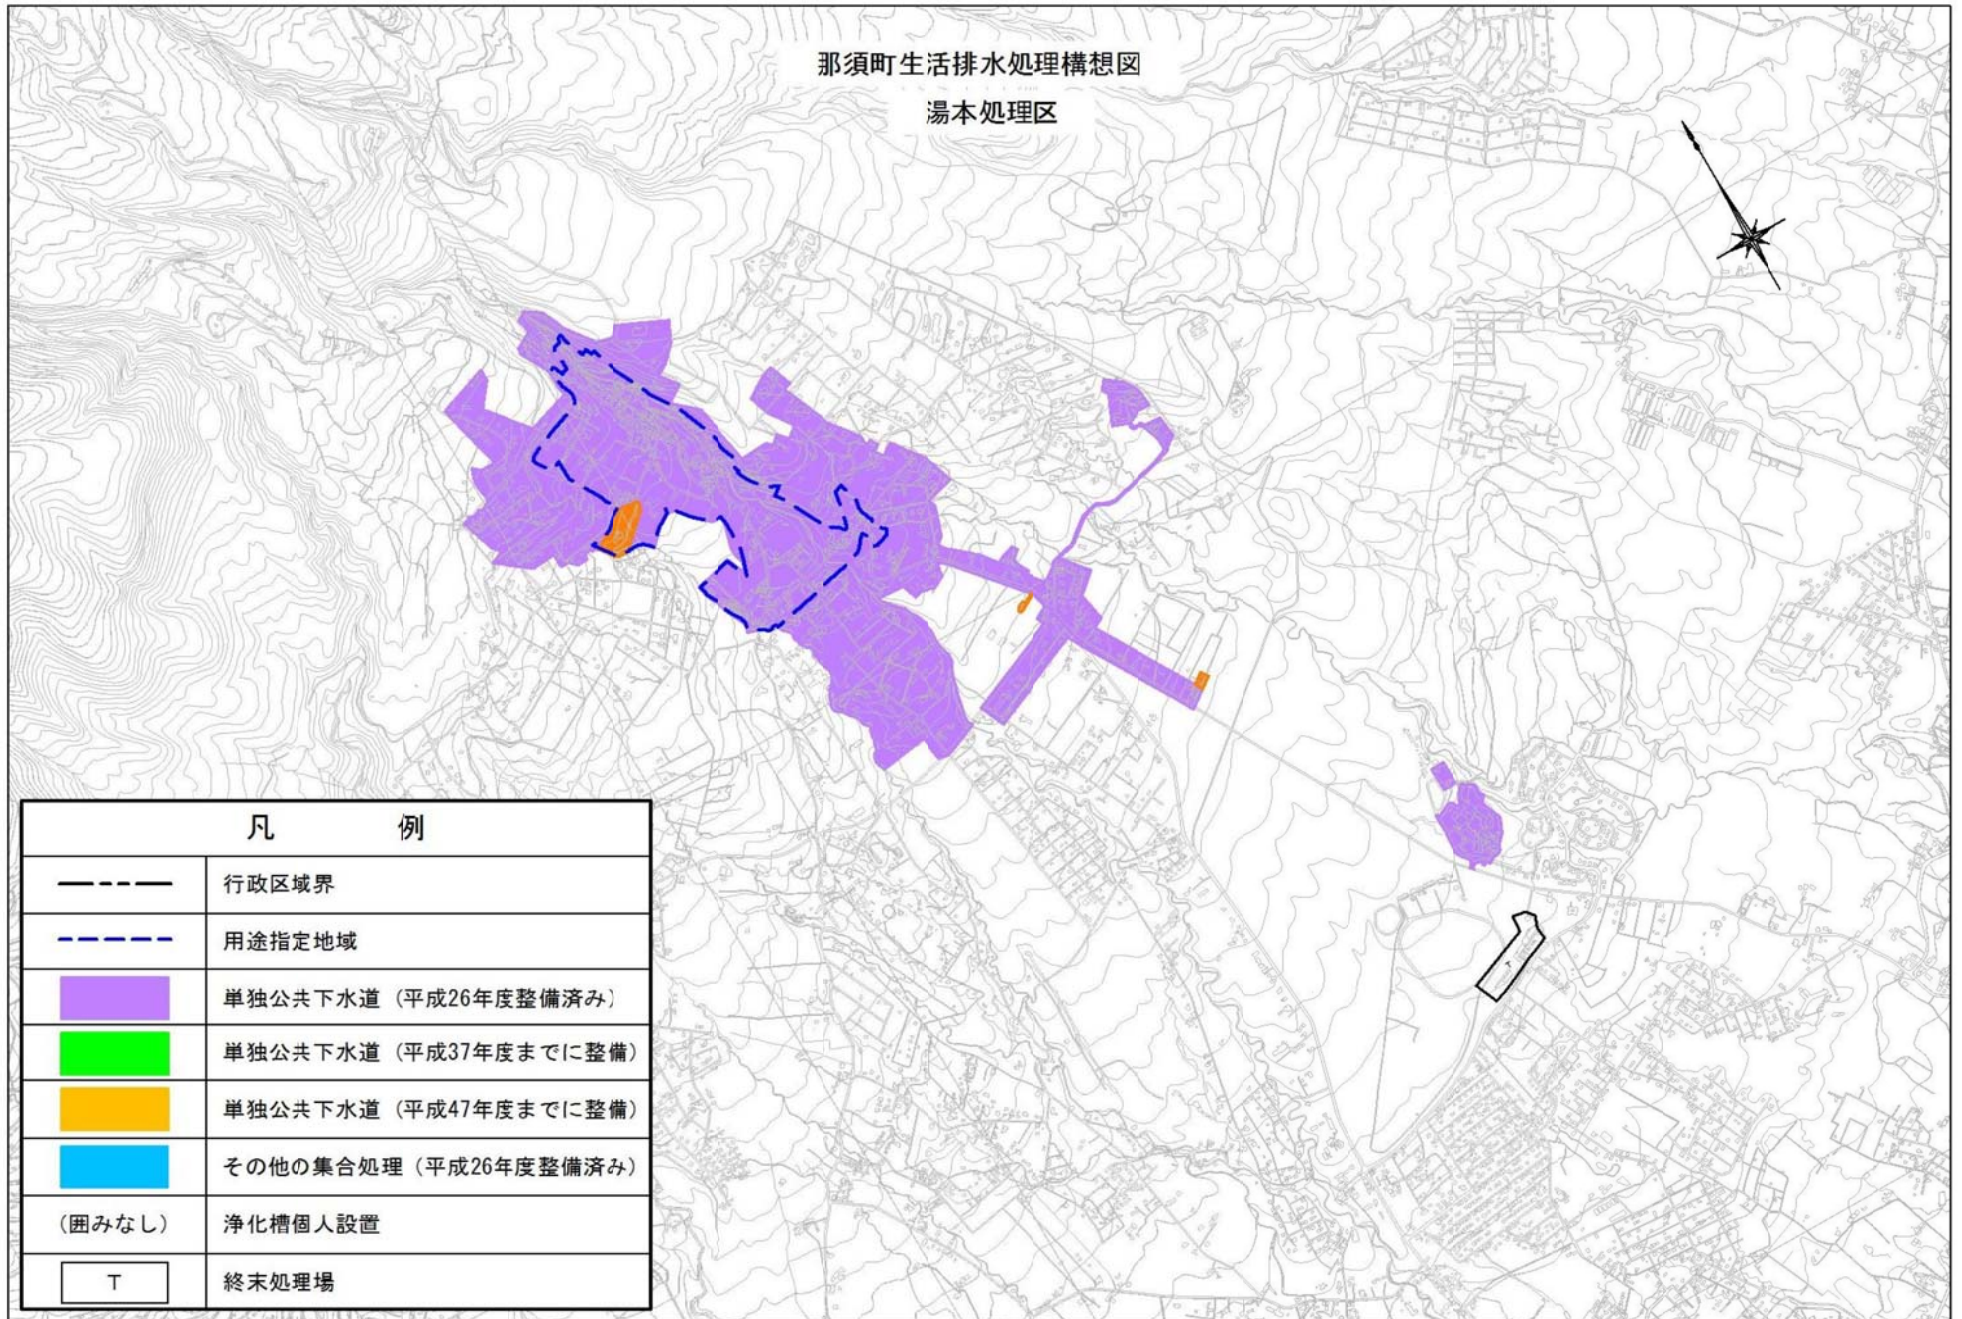 那須町生活排水処理構想図
湯本処理区
凡　例
行政区域界
用途指定地域
単独公共下水道（平成26年度整備済み）
単独公共下水道（平成37年度までに整備）
単独公共下水道（平成47年度までに整備）
その他の集合処理（平成26年度整備済み）
（囲みなし） 浄化槽個人設置
T 終末処理場
T